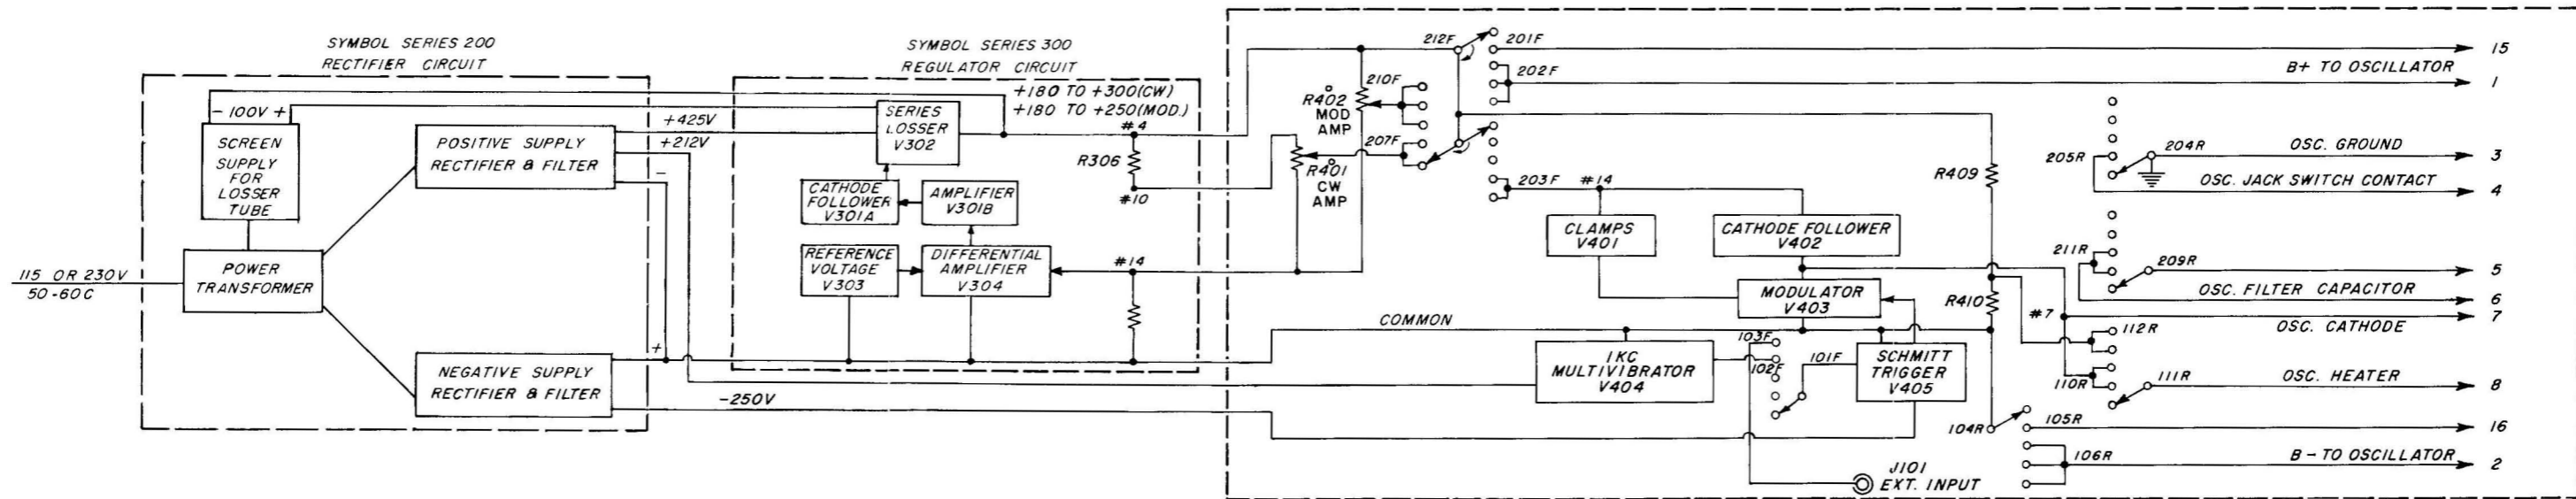 SYMBOL SERIES 200
RECTIFIER CIRCUIT
- 100V +
SCREEN
SUPPLY
FOR
LOSSER
TUBE
POSITIVE SUPPLY
RECTIFIER & FILTER
+425V
+212V
-
115 OR 230V
50-60C
POWER
TRANSFORMER
NEGATIVE SUPPLY
RECTIFIER & FILTER
+
-250V
SYMBOL SERIES 300
REGULATOR CIRCUIT
+180 TO +300(CW)
+180 TO +250(MOD.)
SERIES
LOSSER
V302
#4
R306
#10
CATHODE
FOLLOWER
V301A
AMPLIFIER
V301B
REFERENCE
VOLTAGE
V303
DIFFERENTIAL
AMPLIFIER
V304
#14
COMMON
212F
201F
15
202F
B+ TO OSCILLATOR
1
210F
R402
MOD
AMP
207F
R401
CW
AMP
203F
#14
R409
CLAMPS
V401
CATHODE FOLLOWER
V402
MODULATOR
V403
R410
#7
1KC
MULTIVIBRATOR
V404
103F
102F
101F
SCHMITT
TRIGGER
V405
J101
EXT. INPUT
204R
OSC. GROUND
3
205R
OSC. JACK SWITCH CONTACT
4
211R
209R
5
OSC. FILTER CAPACITOR
6
7
112R
OSC. CATHODE
110R
111R
OSC. HEATER
8
104R
105R
16
106R
B- TO OSCILLATOR
2